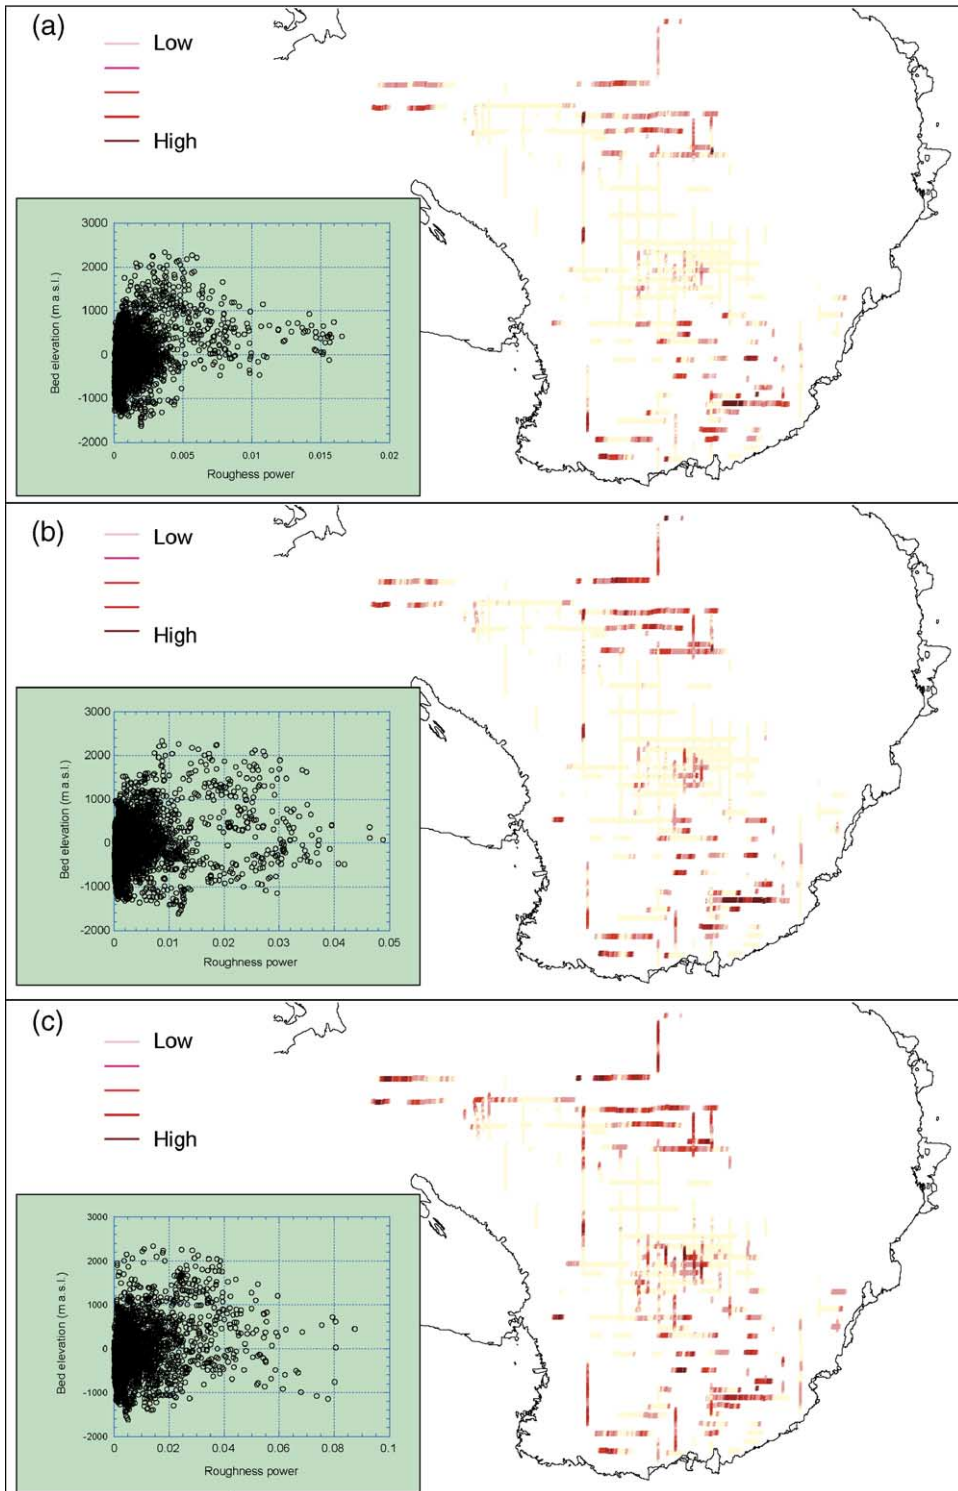 (a)
Low
High
3000
2000
1000
0
-1000
-2000
Bed elevation (m a.s.l.)
0 0.005 0.01 0.015 0.02
Roughess power
(b)
Low
High
3000
2000
1000
0
-1000
-2000
Bed elevation (m a.s.l.)
0 0.01 0.02 0.03 0.04 0.05
Roughness power
(c)
Low
High
3000
2000
1000
0
-1000
-2000
Bed elevation (m a.s.l.)
0 0.02 0.04 0.06 0.08 0.1
Roughness power